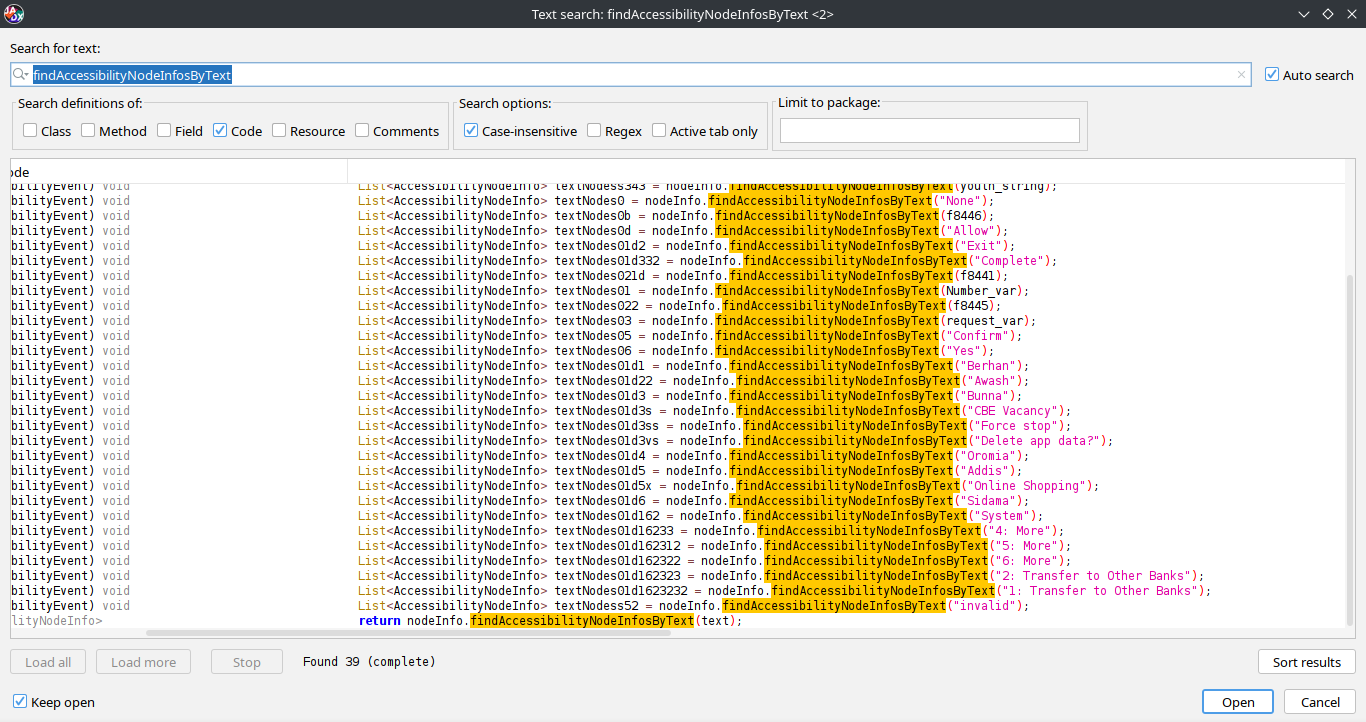 JADX
Text search: findAccessibilityNodeInfosByText <2>
Search for text:
findAccessibilityNodeInfosByText
Auto search
Search definitions of:
Class Method Field Code Resource Comments
Search options:
Case-insensitive Regex Active tab only
Limit to package:
ode
bilityEvent) void List<AccessibilityNodeInfo> textNodess343 = nodeInfo.findAccessibilityNodeInfosByText(youth_string);
bilityEvent) void List<AccessibilityNodeInfo> textNodes0 = nodeInfo.findAccessibilityNodeInfosByText("None");
bilityEvent) void List<AccessibilityNodeInfo> textNodes0b = nodeInfo.findAccessibilityNodeInfosByText(f8446);
bilityEvent) void List<AccessibilityNodeInfo> textNodes0d = nodeInfo.findAccessibilityNodeInfosByText("Allow");
bilityEvent) void List<AccessibilityNodeInfo> textNodes01d2 = nodeInfo.findAccessibilityNodeInfosByText("Exit");
bilityEvent) void List<AccessibilityNodeInfo> textNodes01d332 = nodeInfo.findAccessibilityNodeInfosByText("Complete");
bilityEvent) void List<AccessibilityNodeInfo> textNodes021d = nodeInfo.findAccessibilityNodeInfosByText(f8441);
bilityEvent) void List<AccessibilityNodeInfo> textNodes01 = nodeInfo.findAccessibilityNodeInfosByText(Number_var);
bilityEvent) void List<AccessibilityNodeInfo> textNodes022 = nodeInfo.findAccessibilityNodeInfosByText(f8445);
bilityEvent) void List<AccessibilityNodeInfo> textNodes03 = nodeInfo.findAccessibilityNodeInfosByText(request_var);
bilityEvent) void List<AccessibilityNodeInfo> textNodes05 = nodeInfo.findAccessibilityNodeInfosByText("Confirm");
bilityEvent) void List<AccessibilityNodeInfo> textNodes06 = nodeInfo.findAccessibilityNodeInfosByText("Yes");
bilityEvent) void List<AccessibilityNodeInfo> textNodes01d1 = nodeInfo.findAccessibilityNodeInfosByText("Berhan");
bilityEvent) void List<AccessibilityNodeInfo> textNodes01d22 = nodeInfo.findAccessibilityNodeInfosByText("Awash");
bilityEvent) void List<AccessibilityNodeInfo> textNodes01d3 = nodeInfo.findAccessibilityNodeInfosByText("Bunna");
bilityEvent) void List<AccessibilityNodeInfo> textNodes01d3s = nodeInfo.findAccessibilityNodeInfosByText("CBE Vacancy");
bilityEvent) void List<AccessibilityNodeInfo> textNodes01d3ss = nodeInfo.findAccessibilityNodeInfosByText("Force stop");
bilityEvent) void List<AccessibilityNodeInfo> textNodes01d3vs = nodeInfo.findAccessibilityNodeInfosByText("Delete app data?");
bilityEvent) void List<AccessibilityNodeInfo> textNodes01d4 = nodeInfo.findAccessibilityNodeInfosByText("Oromia");
bilityEvent) void List<AccessibilityNodeInfo> textNodes01d5 = nodeInfo.findAccessibilityNodeInfosByText("Addis");
bilityEvent) void List<AccessibilityNodeInfo> textNodes01d5x = nodeInfo.findAccessibilityNodeInfosByText("Online Shopping");
bilityEvent) void List<AccessibilityNodeInfo> textNodes01d6 = nodeInfo.findAccessibilityNodeInfosByText("Sidama");
bilityEvent) void List<AccessibilityNodeInfo> textNodes01d162 = nodeInfo.findAccessibilityNodeInfosByText("System");
bilityEvent) void List<AccessibilityNodeInfo> textNodes01d16233 = nodeInfo.findAccessibilityNodeInfosByText("4: More");
bilityEvent) void List<AccessibilityNodeInfo> textNodes01d162312 = nodeInfo.findAccessibilityNodeInfosByText("5: More");
bilityEvent) void List<AccessibilityNodeInfo> textNodes01d162322 = nodeInfo.findAccessibilityNodeInfosByText("6: More");
bilityEvent) void List<AccessibilityNodeInfo> textNodes01d162323 = nodeInfo.findAccessibilityNodeInfosByText("2: Transfer to Other Banks");
bilityEvent) void List<AccessibilityNodeInfo> textNodes01d1623232 = nodeInfo.findAccessibilityNodeInfosByText("1: Transfer to Other Banks");
bilityEvent) void List<AccessibilityNodeInfo> textNodess52 = nodeInfo.findAccessibilityNodeInfosByText("invalid");
lityNodeInfo> return nodeInfo.findAccessibilityNodeInfosByText(text);
Load all Load more Stop Found 39 (complete) Sort results
Keep open Open Cancel